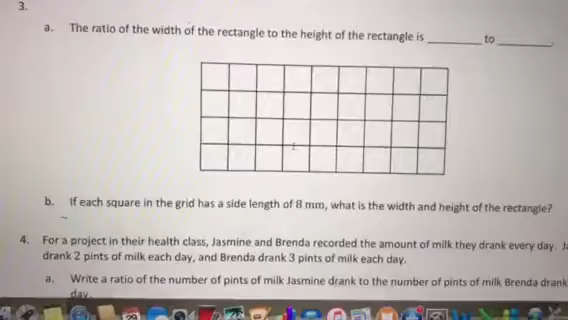 3.
a. The ratio of the width of the rectangle to the height of the rectangle is ________ to ________.
b. If each square in the grid has a side length of 8 mm, what is the width and height of the rectangle?
4. For a project in their health class, Jasmine and Brenda recorded the amount of milk they drank every day.
drank 2 pints of milk each day, and Brenda drank 3 pints of milk each day.
a. Write a ratio of the number of pints of milk Jasmine drank to the number of pints of milk Brenda drank
day.